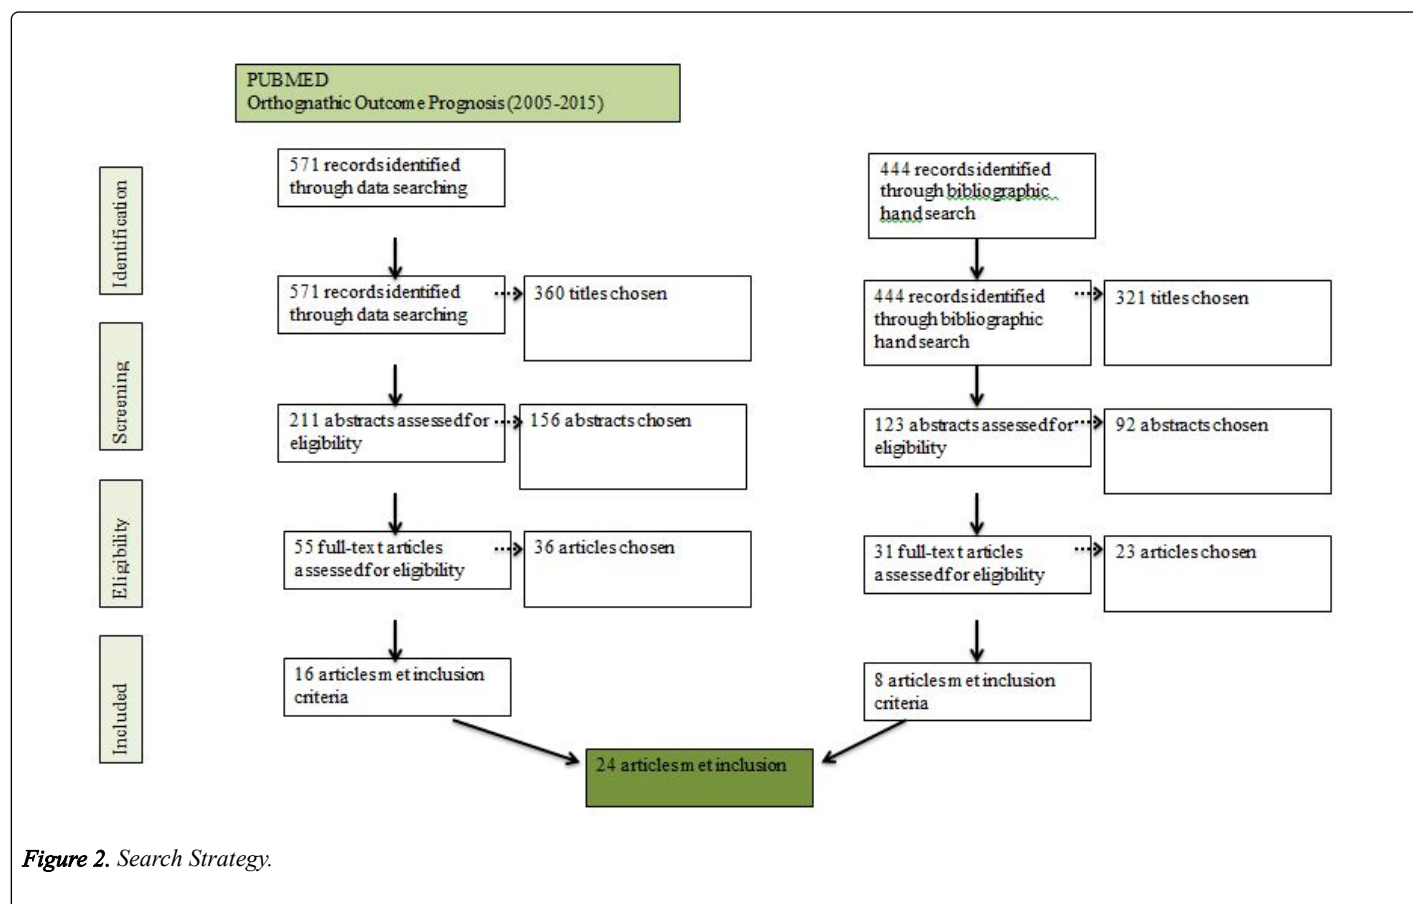 PUBMED
Orthognathic Outcome Prognosis (2005-2015)
571 records identified
through data searching
444 records identified
through bibliographic
hand search
Identification
571 records identified
through data searching
360 titles chosen
444 records identified
through bibliographic
hand search
321 titles chosen
Screening
211 abstracts assessed for
eligibility
156 abstracts chosen
123 abstracts assessed for
eligibility
92 abstracts chosen
Eligibility
55 full-text articles
assessed for eligibility
36 articles chosen
31 full-text articles
assessed for eligibility
23 articles chosen
Included
16 articles met inclusion
criteria
8 articles met inclusion
criteria
24 articles met inclusion
Figure 2. Search Strategy.